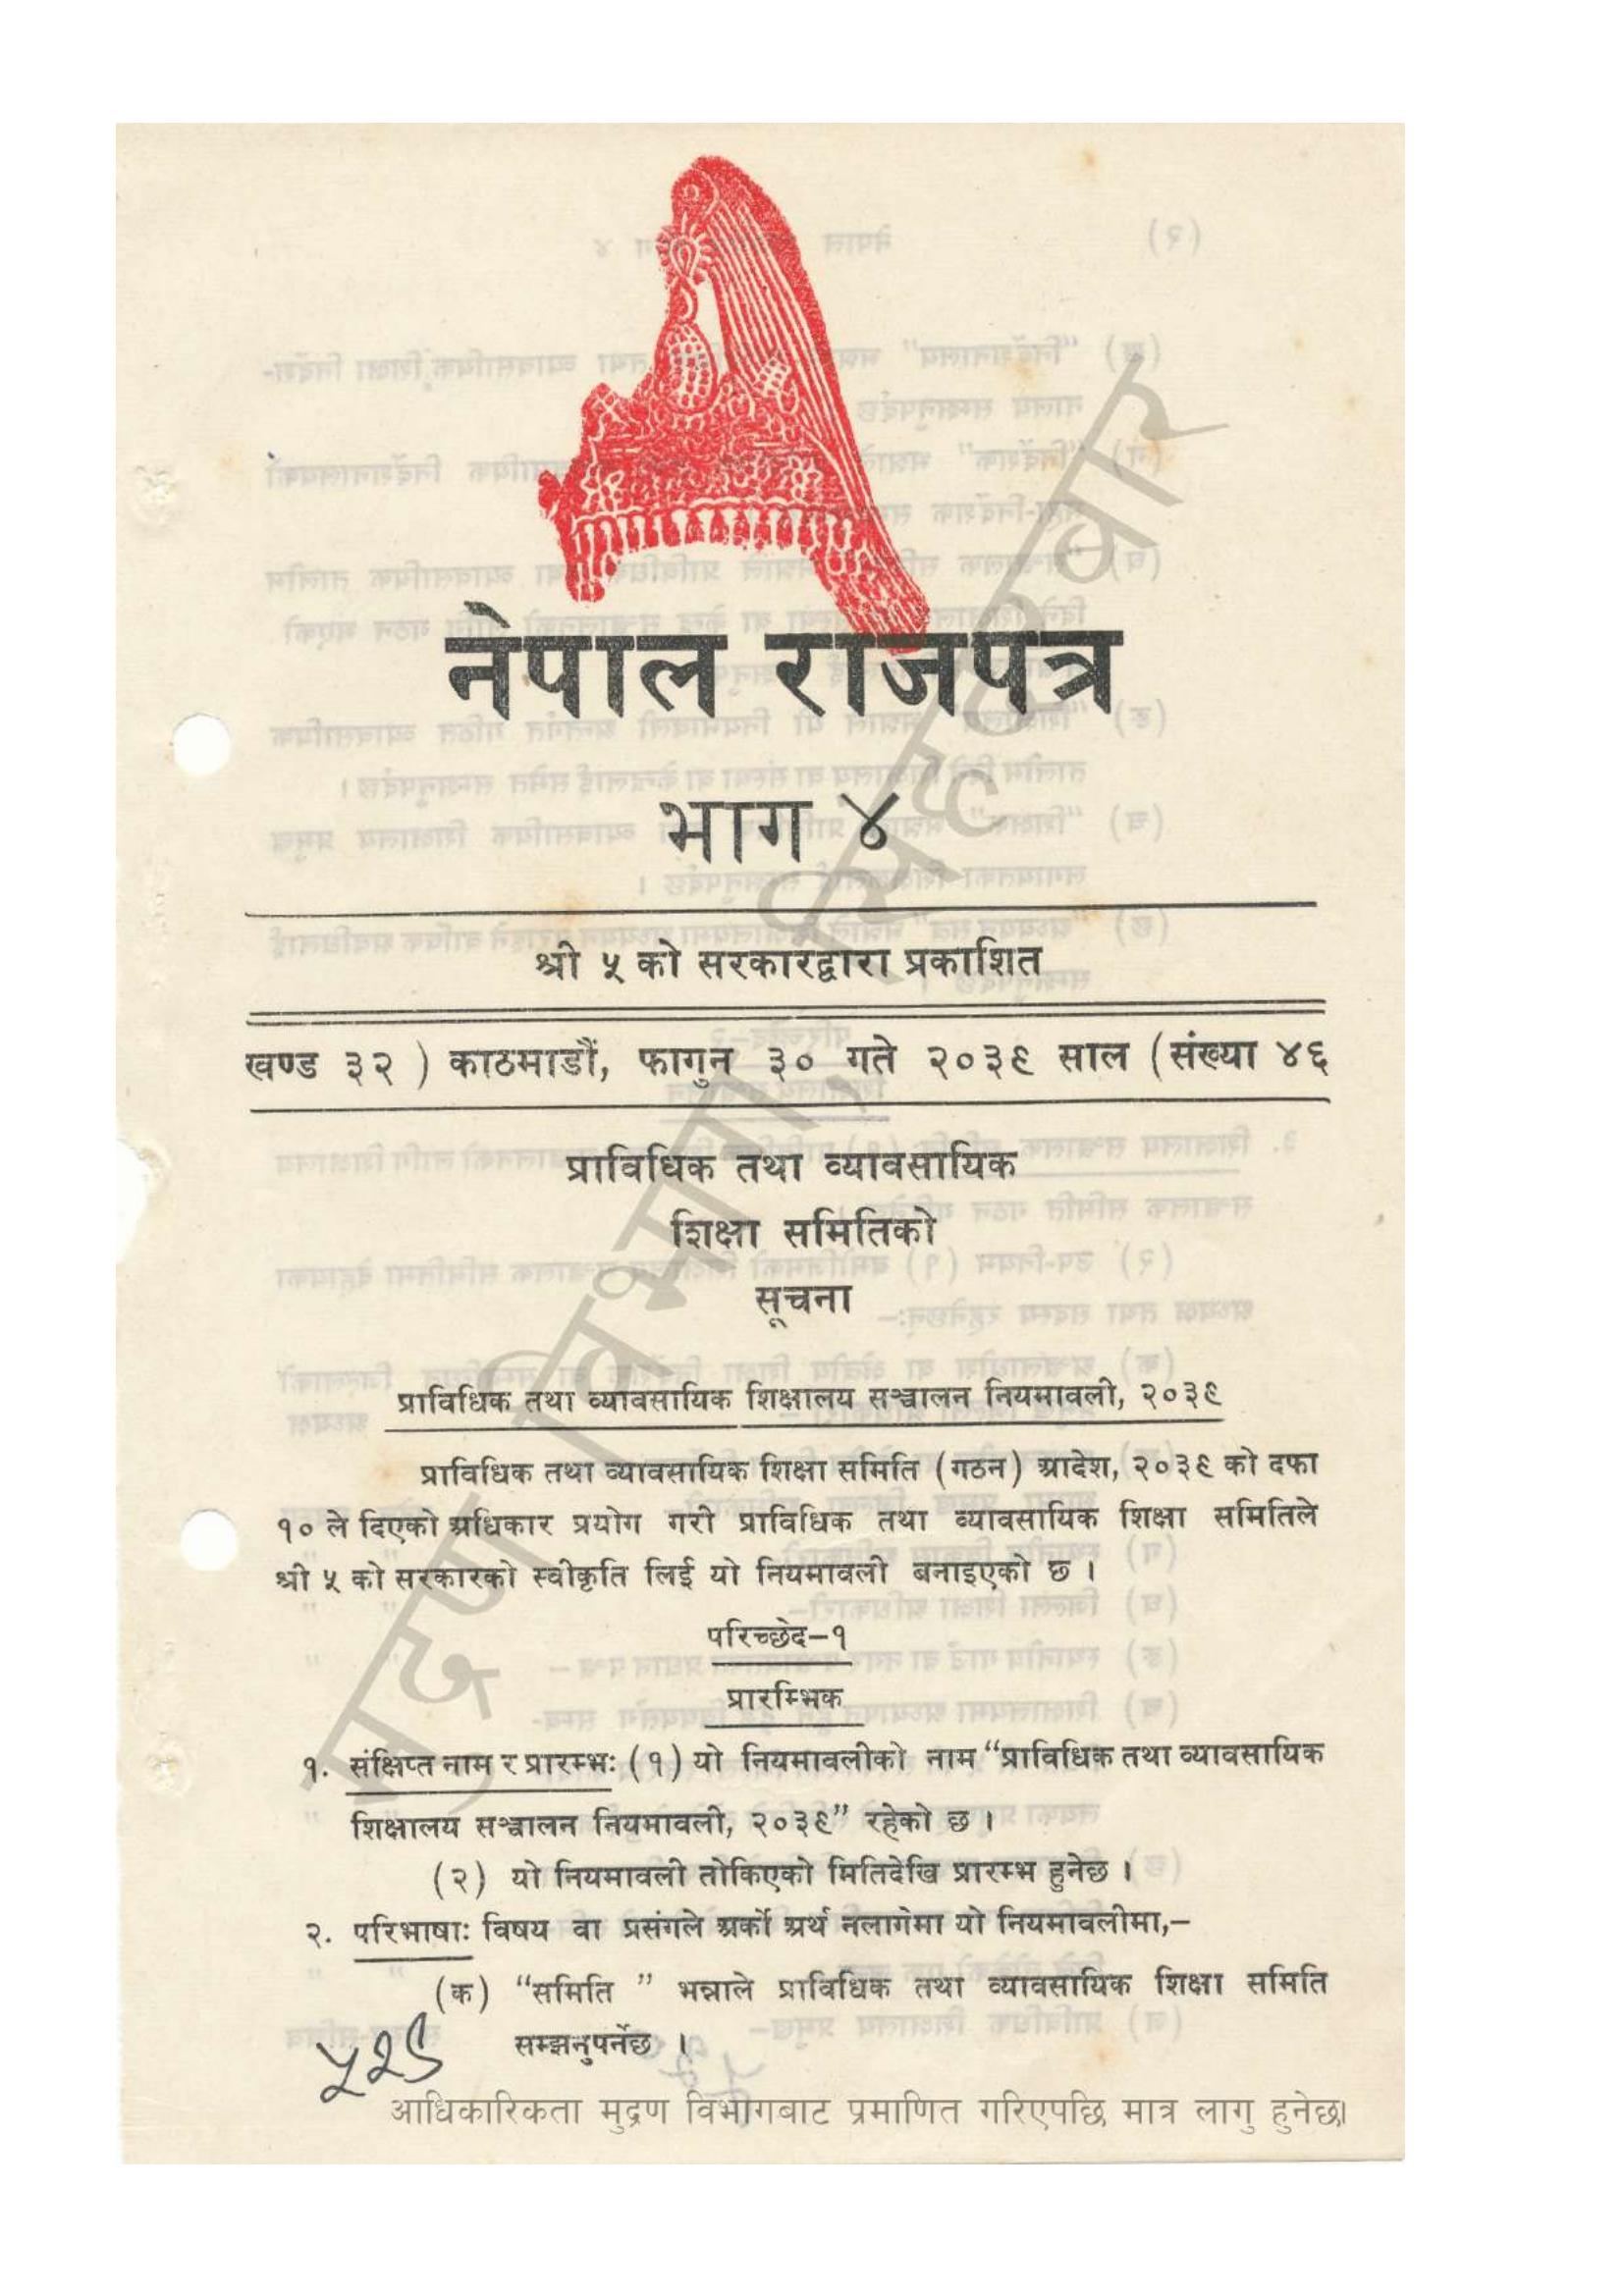 नेपाल राजपत्र
भाग ४
श्री ५ को सरकारद्वारा प्रकाशित
खण्ड ३२ ) काठमाडौं, फागुन ३० गते २०३९ साल (संख्या ४६
प्राविधिक तथा व्यावसायिक
शिक्षा समितिको
सूचना
प्राविधिक तथा व्यावसायिक शिक्षालय सञ्चालन नियमावली, २०३९
प्राविधिक तथा व्यावसायिक शिक्षा समिति (गठन) आदेश, २०३९ को दफा
१० ले दिएको अधिकार प्रयोग गरी प्राविधिक तथा व्यावसायिक शिक्षा समितिले
श्री ५ को सरकारको स्वीकृति लिई यो नियमावली बनाइएको छ ।
परिच्छेद–१
प्रारम्भिक
१. संक्षिप्त नाम र प्रारम्भः (१) यो नियमावलीको नाम “प्राविधिक तथा व्यावसायिक
शिक्षालय सञ्चालन नियमावली, २०३९” रहेको छ ।
(२) यो नियमावली तोकिएको मितिदेखि प्रारम्भ हुनेछ ।
२. परिभाषाः विषय वा प्रसंगले अर्को अर्थ नलागेमा यो नियमावलीमा,–
(क) “समिति ” भन्नाले प्राविधिक तथा व्यावसायिक शिक्षा समिति
सम्झनुपर्नेछ ।
५२९
आधिकारिकता मुद्रण विभागबाट प्रमाणित गरिएपछि मात्र लागु हुनेछ।